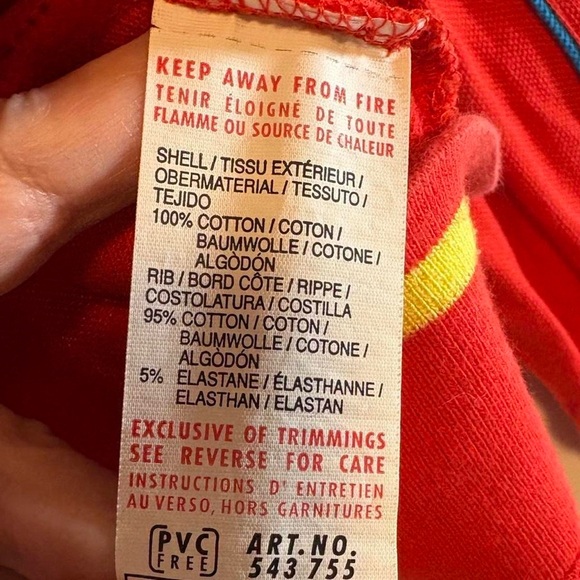 KEEP AWAY FROM FIRE
TENIR ÉLOIGNÉ DE TOUTE
FLAMME OU SOURCE DE CHALEUR
SHELL / TISSU EXTÉRIEUR /
OBERMATERIAL / TESSUTO /
TEJIDO
100% COTTON / COTON /
BAUMWOLLE / COTONE /
ALGÒDÓN
RIB / BORD CÔTE / RIPPE /
COSTOLATURA / COSTILLA
95% COTTON / COTON /
BAUMWOLLE / COTONE /
ALGÒDÓN
5% ELASTANE / ÉLASTHANNE /
ELASTHAN / ELASTAN
EXCLUSIVE OF TRIMMINGS
SEE REVERSE FOR CARE
INSTRUCTIONS D' ENTRETIEN
AU VERSO, HORS GARNITURES
PVC
FREE
ART.NO.
543 755